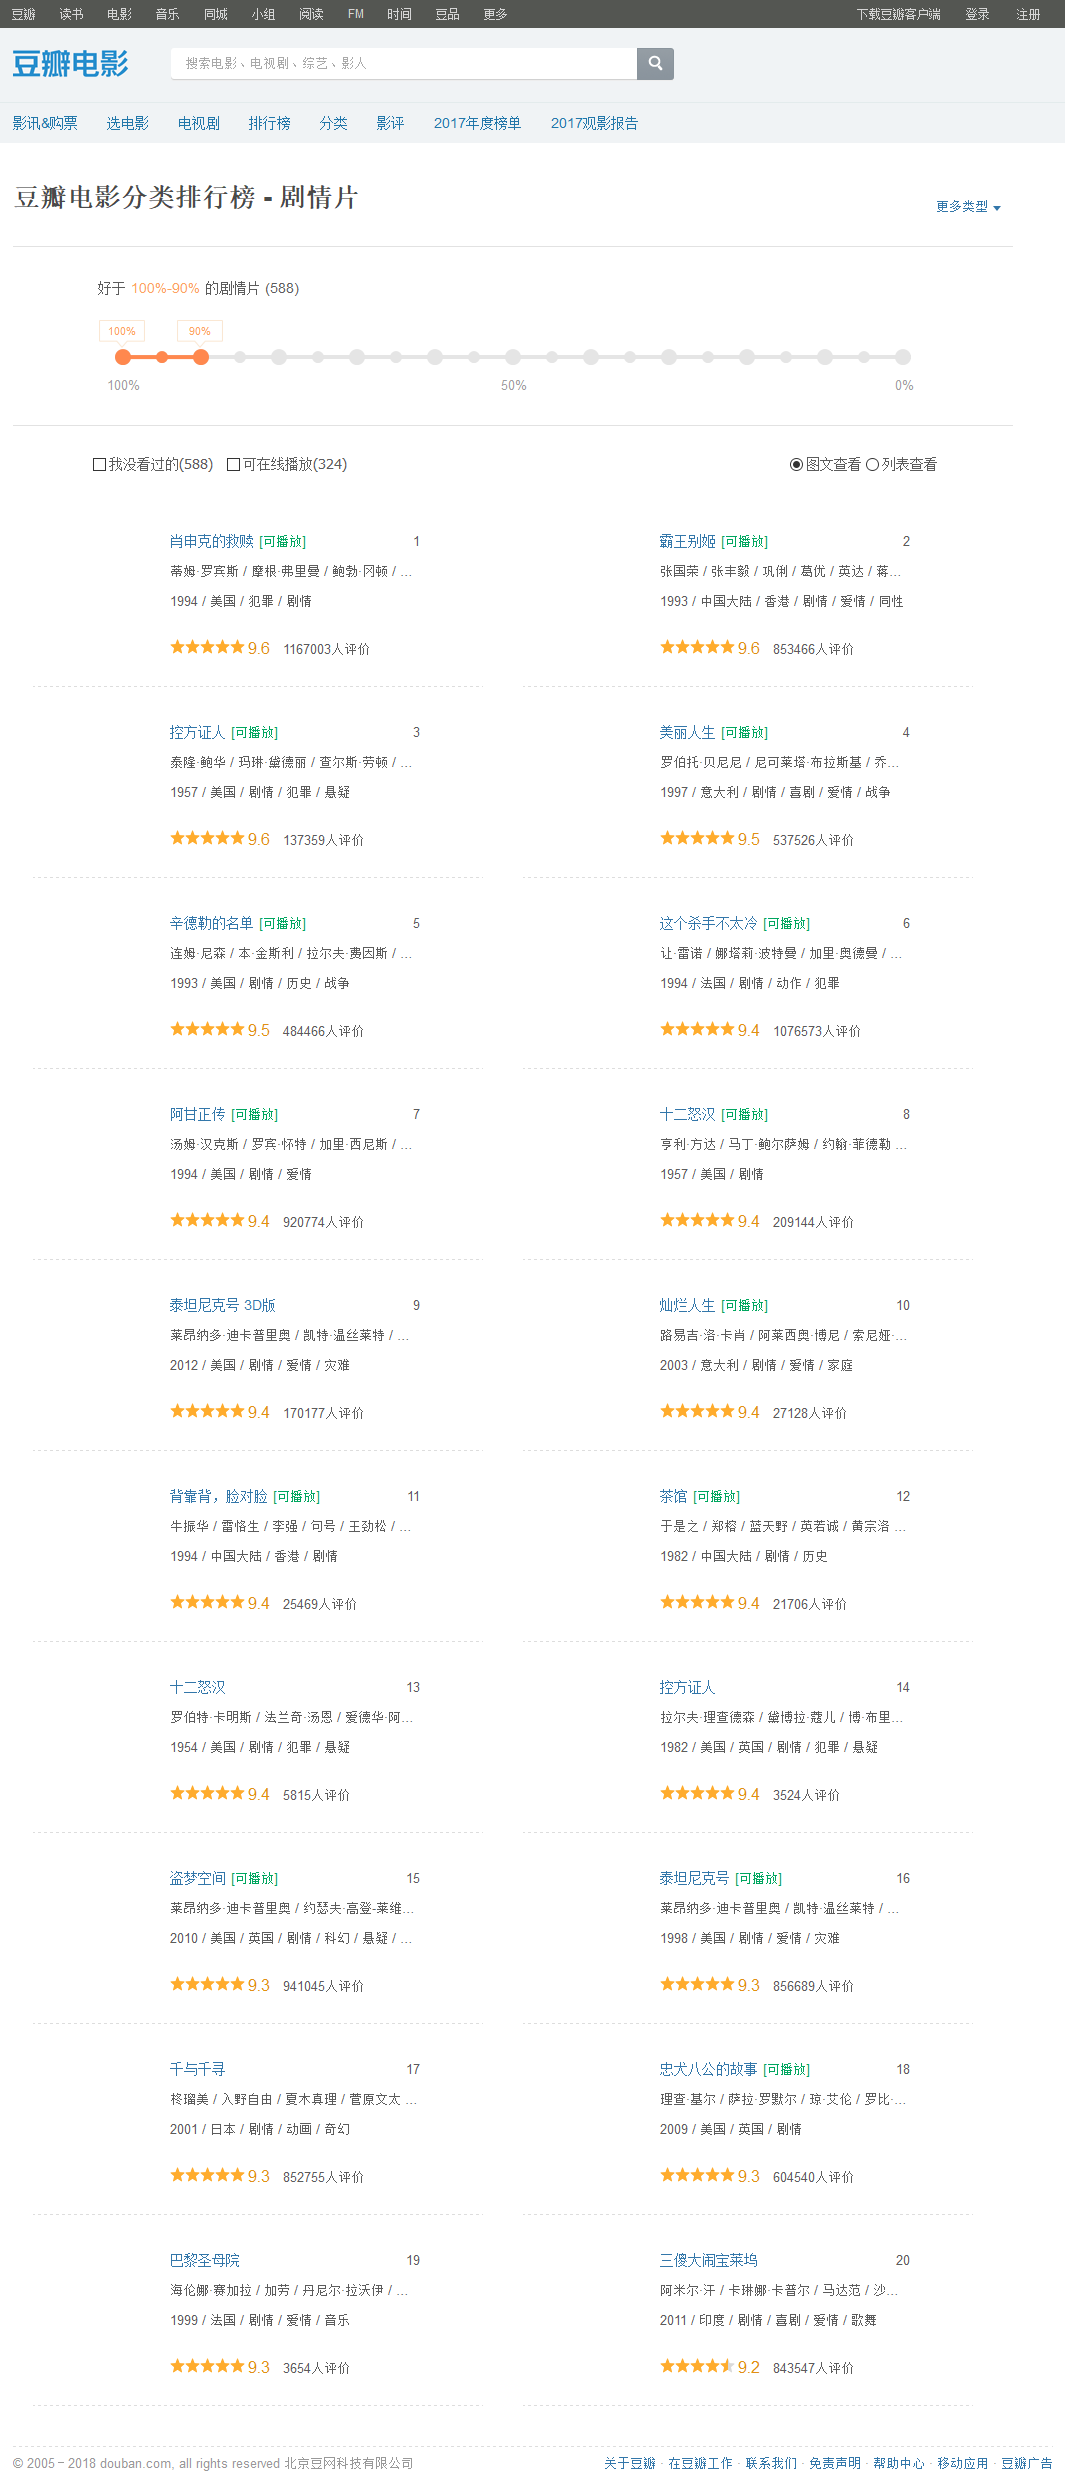 豆瓣 读书 电影 音乐 同城 小组 阅读 FM 时间 豆品 更多 下载豆瓣客户端 登录 注册
豆瓣电影 搜索电影、电视剧、综艺、影人
影讯&购票 选电影 电视剧 排行榜 分类 影评 2017年度榜单 2017观影报告
豆瓣电影分类排行榜 - 剧情片
更多类型
好于 100%-90% 的剧情片 (588)
100% 90%
100% 50% 0%
我没看过的(588) 可在线播放(324) 图文查看 列表查看
肖申克的救赎 [可播放] 1
蒂姆·罗宾斯 / 摩根·弗里曼 / 鲍勃·冈顿 / ...
1994 / 美国 / 犯罪 / 剧情
9.6 1167003人评价
霸王别姬 [可播放] 2
张国荣 / 张丰毅 / 巩俐 / 葛优 / 英达 / 蒋...
1993 / 中国大陆 / 香港 / 剧情 / 爱情 / 同性
9.6 853466人评价
控方证人 [可播放] 3
泰隆·鲍华 / 玛琳·黛德丽 / 查尔斯·劳顿 / ...
1957 / 美国 / 剧情 / 犯罪 / 悬疑
9.6 137359人评价
美丽人生 [可播放] 4
罗伯托·贝尼尼 / 尼可莱塔·布拉斯基 / 乔...
1997 / 意大利 / 剧情 / 喜剧 / 爱情 / 战争
9.5 537526人评价
辛德勒的名单 [可播放] 5
连姆·尼森 / 本·金斯利 / 拉尔夫·费因斯 / ...
1993 / 美国 / 剧情 / 历史 / 战争
9.5 484466人评价
这个杀手不太冷 [可播放] 6
让·雷诺 / 娜塔莉·波特曼 / 加里·奥德曼 / ...
1994 / 法国 / 剧情 / 动作 / 犯罪
9.4 1076573人评价
阿甘正传 [可播放] 7
汤姆·汉克斯 / 罗宾·怀特 / 加里·西尼斯 / ...
1994 / 美国 / 剧情 / 爱情
9.4 920774人评价
十二怒汉 [可播放] 8
亨利·方达 / 马丁·鲍尔萨姆 / 约翰·菲德勒 ...
1957 / 美国 / 剧情
9.4 209144人评价
泰坦尼克号 3D版 9
莱昂纳多·迪卡普里奥 / 凯特·温丝莱特 / ...
2012 / 美国 / 剧情 / 爱情 / 灾难
9.4 170177人评价
灿烂人生 [可播放] 10
路易吉·洛·卡肖 / 阿莱西奥·博尼 / 索尼娅·...
2003 / 意大利 / 剧情 / 爱情 / 家庭
9.4 27128人评价
背靠背，脸对脸 [可播放] 11
牛振华 / 雷恪生 / 李强 / 句号 / 王劲松 / ...
1994 / 中国大陆 / 香港 / 剧情
9.4 25469人评价
茶馆 [可播放] 12
于是之 / 郑榕 / 蓝天野 / 英若诚 / 黄宗洛 ...
1982 / 中国大陆 / 剧情 / 历史
9.4 21706人评价
十二怒汉 13
罗伯特·卡明斯 / 法兰奇·汤恩 / 爱德华·阿...
1954 / 美国 / 剧情 / 犯罪 / 悬疑
9.4 5815人评价
控方证人 14
拉尔夫·理查德森 / 黛博拉·蔻儿 / 博·布里...
1982 / 美国 / 英国 / 剧情 / 犯罪 / 悬疑
9.4 3524人评价
盗梦空间 [可播放] 15
莱昂纳多·迪卡普里奥 / 约瑟夫·高登-莱维...
2010 / 美国 / 英国 / 剧情 / 科幻 / 悬疑 / ...
9.3 941045人评价
泰坦尼克号 [可播放] 16
莱昂纳多·迪卡普里奥 / 凯特·温丝莱特 / ...
1998 / 美国 / 剧情 / 爱情 / 灾难
9.3 856689人评价
千与千寻 17
柊瑠美 / 入野自由 / 夏木真理 / 菅原文太 ...
2001 / 日本 / 剧情 / 动画 / 奇幻
9.3 852755人评价
忠犬八公的故事 [可播放] 18
理查·基尔 / 萨拉·罗默尔 / 琼·艾伦 / 罗比·...
2009 / 美国 / 英国 / 剧情
9.3 604540人评价
巴黎圣母院 19
海伦娜·赛加拉 / 加劳 / 丹尼尔·拉沃伊 / ...
1999 / 法国 / 剧情 / 爱情 / 音乐
9.3 3654人评价
三傻大闹宝莱坞 20
阿米尔·汗 / 卡琳娜·卡普尔 / 马达范 / 沙...
2011 / 印度 / 剧情 / 喜剧 / 爱情 / 歌舞
9.2 843547人评价
© 2005－2018 douban.com, all rights reserved 北京豆网科技有限公司 关于豆瓣 · 在豆瓣工作 · 联系我们 · 免责声明 · 帮助中心 · 移动应用 · 豆瓣广告